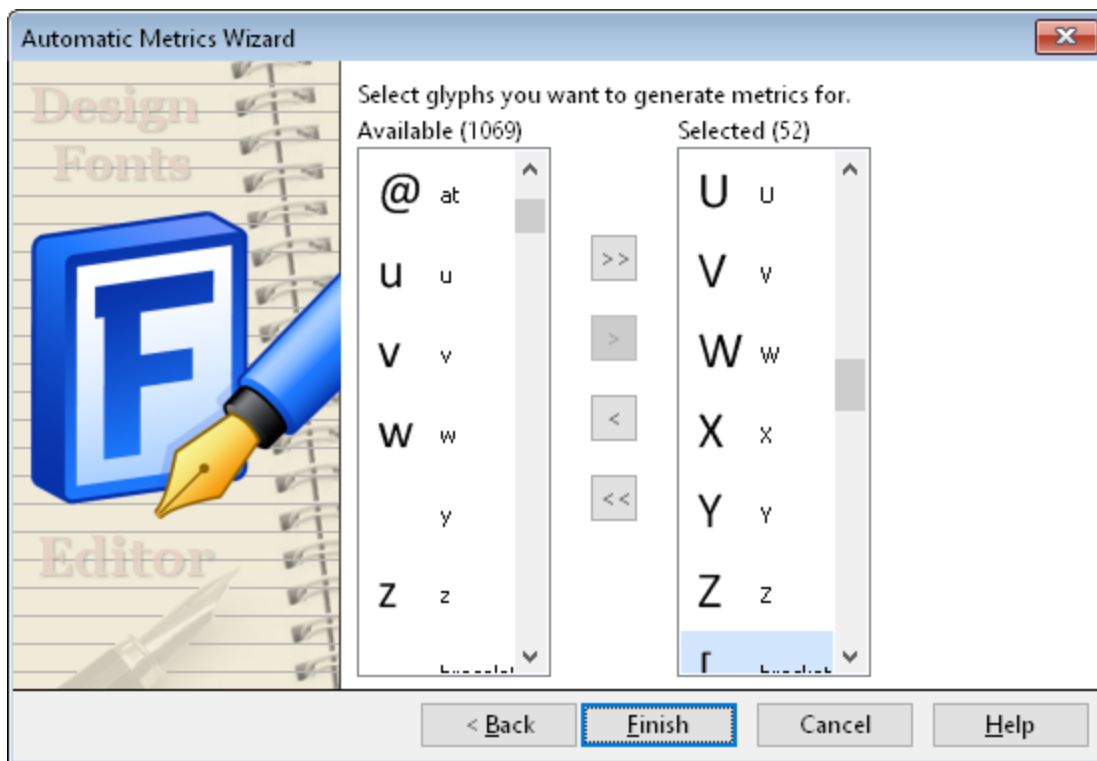 Automatic Metrics Wizard
Design
Fonts
F
Editor
Select glyphs you want to generate metrics for.
Available (1069)
@ at
u u
v v
w w
y
z z
>>
>
<
<<
Selected (52)
U U
V V
W W
X X
Y Y
Z Z
[
< Back
Finish
Cancel
Help